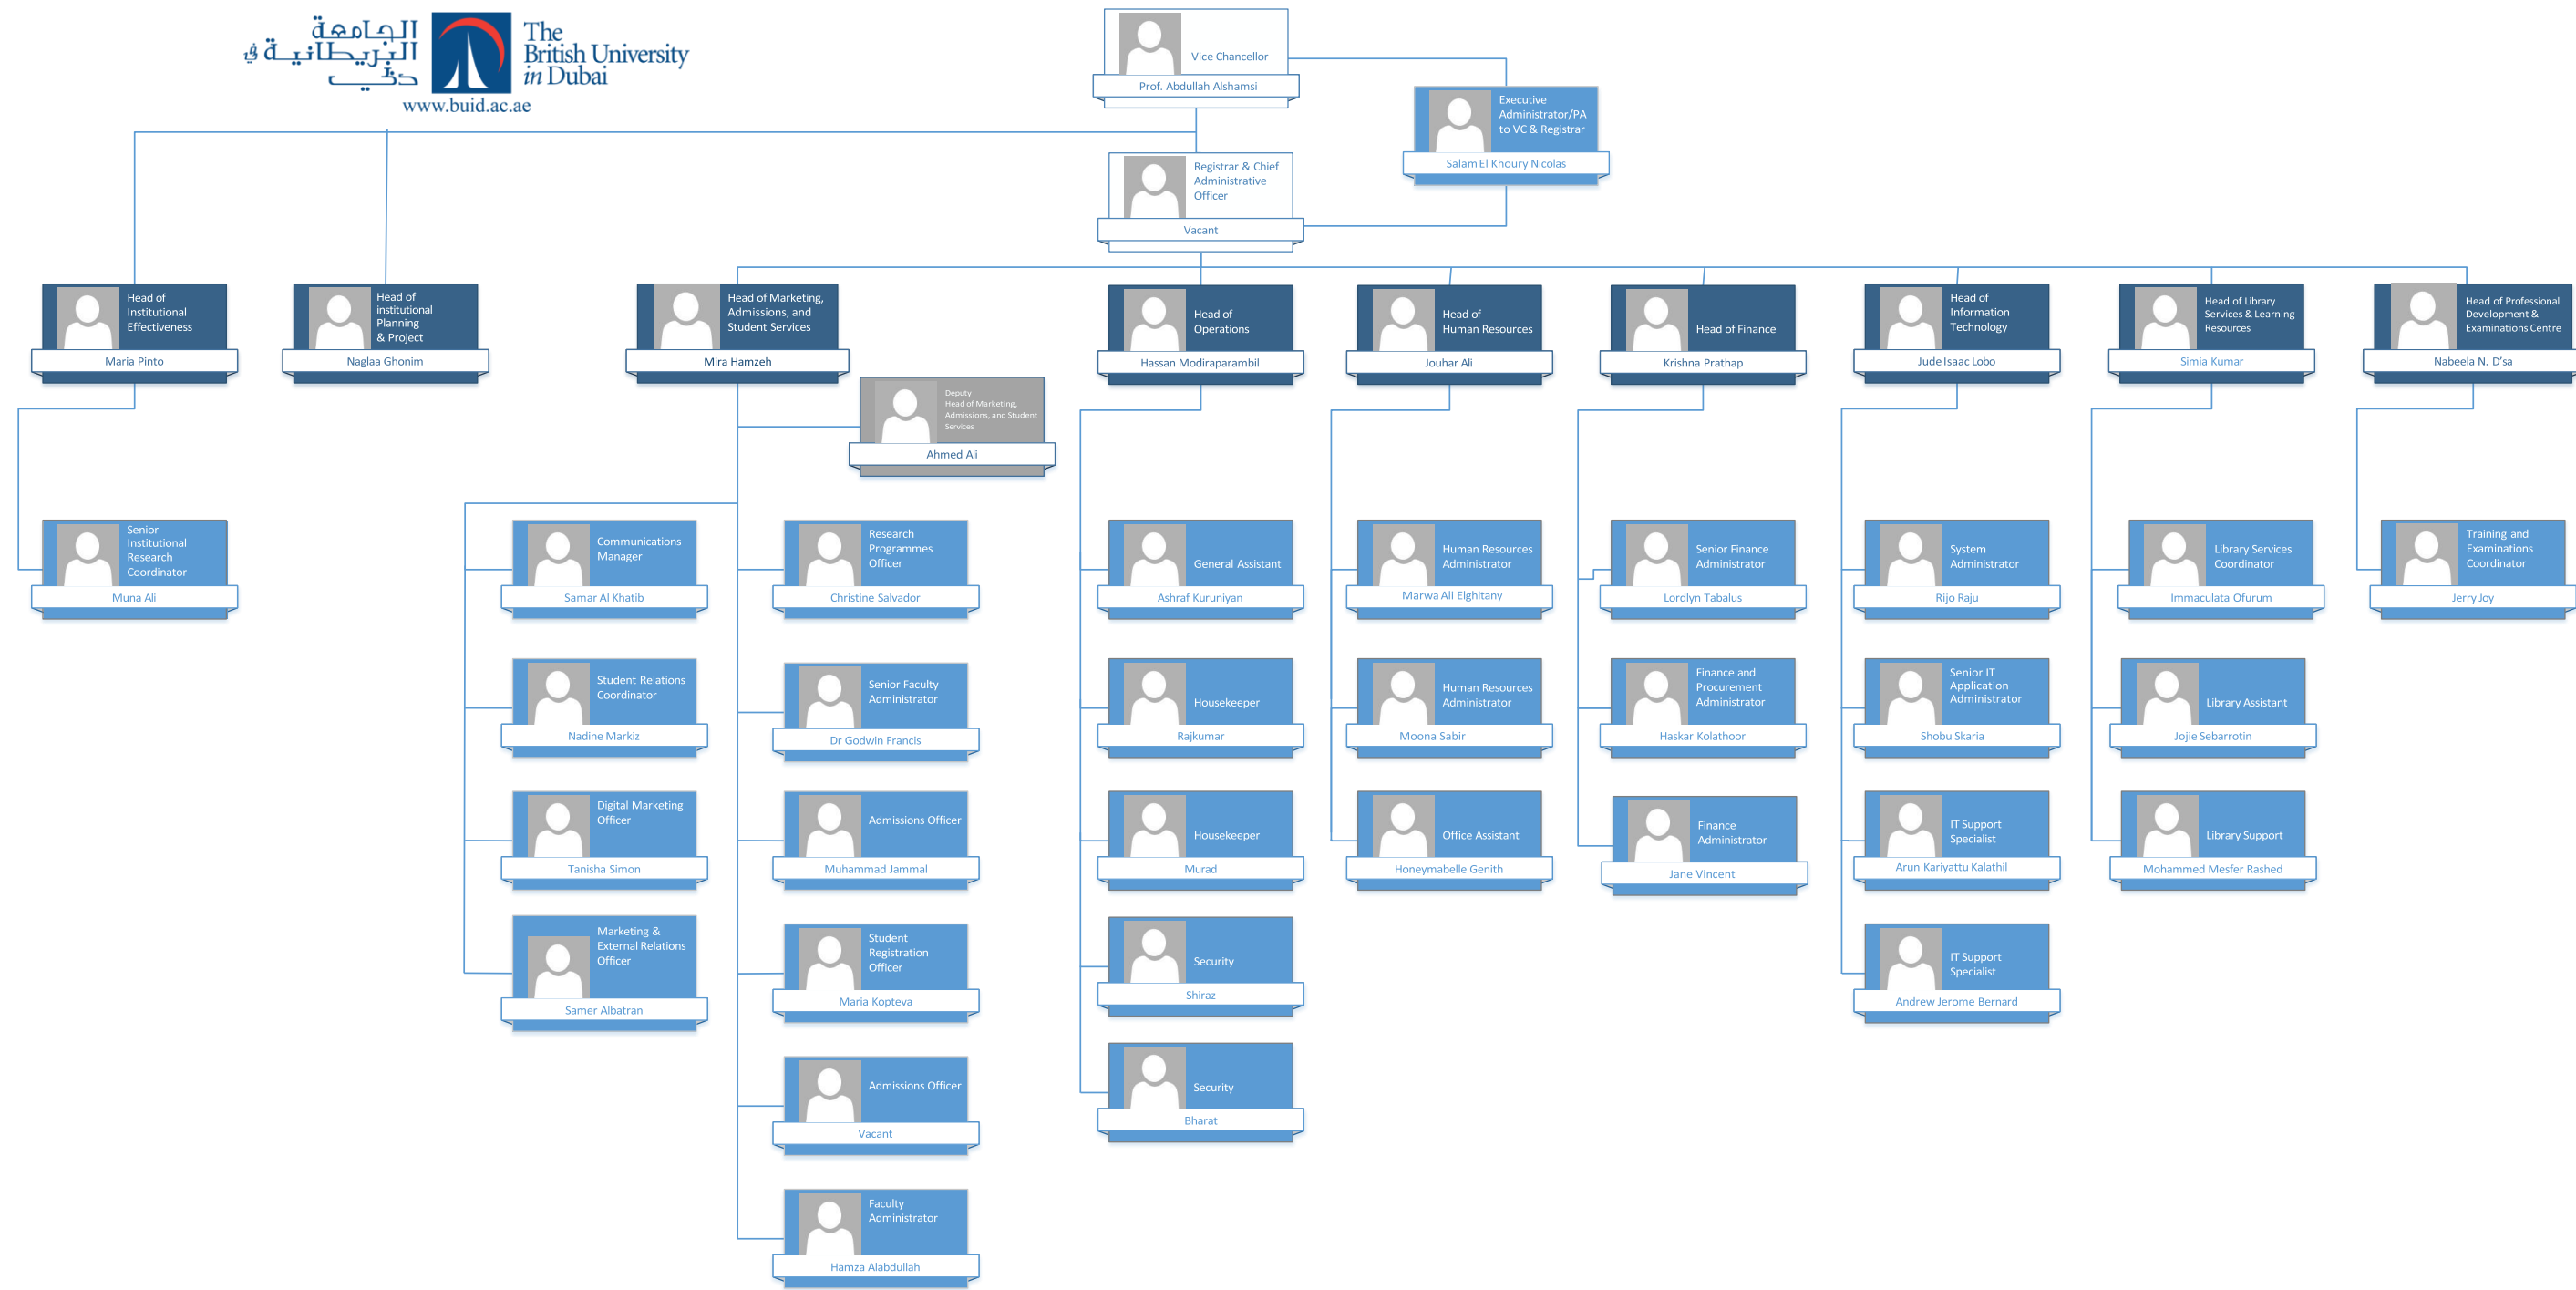 الجامعة
البريطانية في
دبي
The
British University
in Dubai
www.buid.ac.ae
Vice Chancellor
Prof. Abdullah Alshamsi
Executive
Administrator/PA
to VC & Registrar
Salam El Khoury Nicolas
Registrar & Chief
Administrative
Officer
Vacant
Head of
Institutional
Effectiveness
Maria Pinto
Head of
institutional
Planning
& Project
Naglaa Ghonim
Head of Marketing,
Admissions, and
Student Services
Mira Hamzeh
Head of
Operations
Hassan Modiraparambil
Head of
Human Resources
Jouhar Ali
Head of Finance
Krishna Prathap
Head of
Information
Technology
Jude Isaac Lobo
Head of Library
Services & Learning
Resources
Simia Kumar
Head of Professional
Development &
Examinations Centre
Nabeela N. D'sa
Deputy
Head of Marketing,
Admissions, and Student
Services
Ahmed Ali
Senior
Institutional
Research
Coordinator
Muna Ali
Communications
Manager
Samar Al Khatib
Research
Programmes
Officer
Christine Salvador
General Assistant
Ashraf Kuruniyan
Human Resources
Administrator
Marwa Ali Elghitany
Senior Finance
Administrator
Lordlyn Tabalus
System
Administrator
Rijo Raju
Library Services
Coordinator
Immaculata Ofurum
Training and
Examinations
Coordinator
Jerry Joy
Student Relations
Coordinator
Nadine Markiz
Senior Faculty
Administrator
Dr Godwin Francis
Housekeeper
Rajkumar
Human Resources
Administrator
Moona Sabir
Finance and
Procurement
Administrator
Haskar Kolathoor
Senior IT
Application
Administrator
Shobu Skaria
Library Assistant
Jojie Sebarrotin
Digital Marketing
Officer
Tanisha Simon
Admissions Officer
Muhammad Jammal
Housekeeper
Murad
Office Assistant
Honeymabelle Genith
Finance
Administrator
Jane Vincent
IT Support
Specialist
Arun Kariyattu Kalathil
Library Support
Mohammed Mesfer Rashed
Marketing &
External Relations
Officer
Samer Albatran
Student
Registration
Officer
Maria Kopteva
Security
Shiraz
IT Support
Specialist
Andrew Jerome Bernard
Admissions Officer
Vacant
Security
Bharat
Faculty
Administrator
Hamza Alabdullah